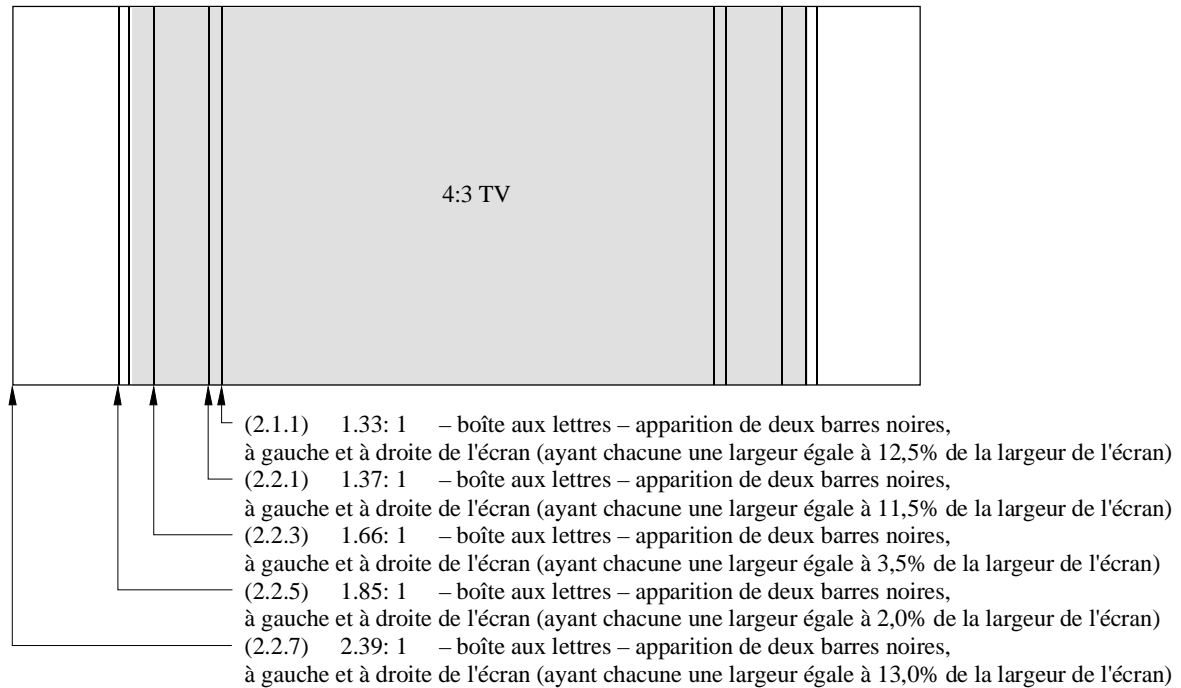 4:3 TV
(2.1.1) 1.33: 1 – boîte aux lettres – apparition de deux barres noires,
à gauche et à droite de l'écran (ayant chacune une largeur égale à 12,5% de la largeur de l'écran)
(2.2.1) 1.37: 1 – boîte aux lettres – apparition de deux barres noires,
à gauche et à droite de l'écran (ayant chacune une largeur égale à 11,5% de la largeur de l'écran)
(2.2.3) 1.66: 1 – boîte aux lettres – apparition de deux barres noires,
à gauche et à droite de l'écran (ayant chacune une largeur égale à 3,5% de la largeur de l'écran)
(2.2.5) 1.85: 1 – boîte aux lettres – apparition de deux barres noires,
à gauche et à droite de l'écran (ayant chacune une largeur égale à 2,0% de la largeur de l'écran)
(2.2.7) 2.39: 1 – boîte aux lettres – apparition de deux barres noires,
à gauche et à droite de l'écran (ayant chacune une largeur égale à 13,0% de la largeur de l'écran)